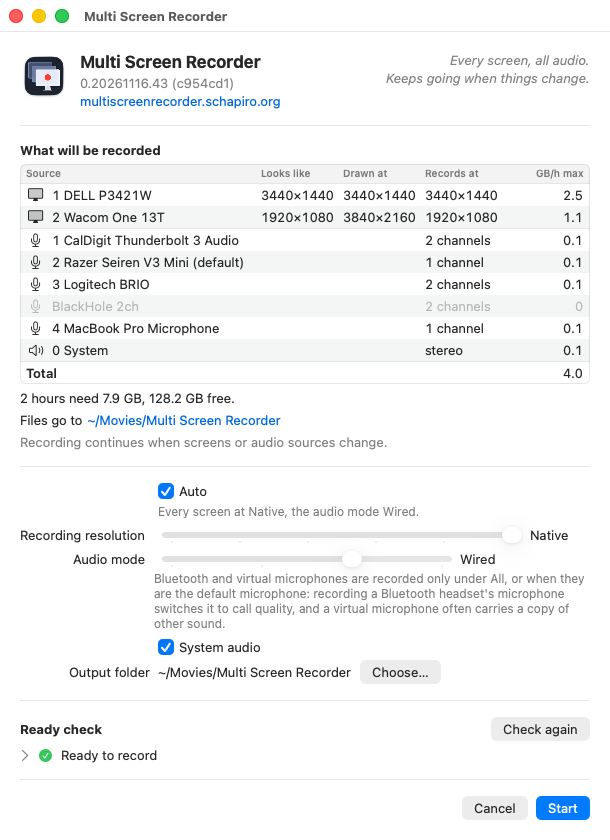 Multi Screen Recorder
Multi Screen Recorder
0.20261116.43 (c954cd1)
multiscreenrecorder.schapiro.org
Every screen, all audio.
Keeps going when things change.
What will be recorded
Source Looks like Drawn at Records at GB/h max
1 DELL P3421W 3440×1440 3440×1440 3440×1440 2.5
2 Wacom One 13T 1920×1080 3840×2160 1920×1080 1.1
1 CalDigit Thunderbolt 3 Audio 2 channels 0.1
2 Razer Seiren V3 Mini (default) 1 channel 0.1
3 Logitech BRIO 2 channels 0.1
BlackHole 2ch 2 channels 0
4 MacBook Pro Microphone 1 channel 0.1
0 System stereo 0.1
Total 4.0
2 hours need 7.9 GB, 128.2 GB free.
Files go to ~/Movies/Multi Screen Recorder
Recording continues when screens or audio sources change.
Auto
Every screen at Native, the audio mode Wired.
Recording resolution Native
Audio mode Wired
Bluetooth and virtual microphones are recorded only under All, or when they
are the default microphone: recording a Bluetooth headset's microphone
switches it to call quality, and a virtual microphone often carries a copy of
other sound.
System audio
Output folder ~/Movies/Multi Screen Recorder Choose...
Ready check Check again
Ready to record
Cancel Start